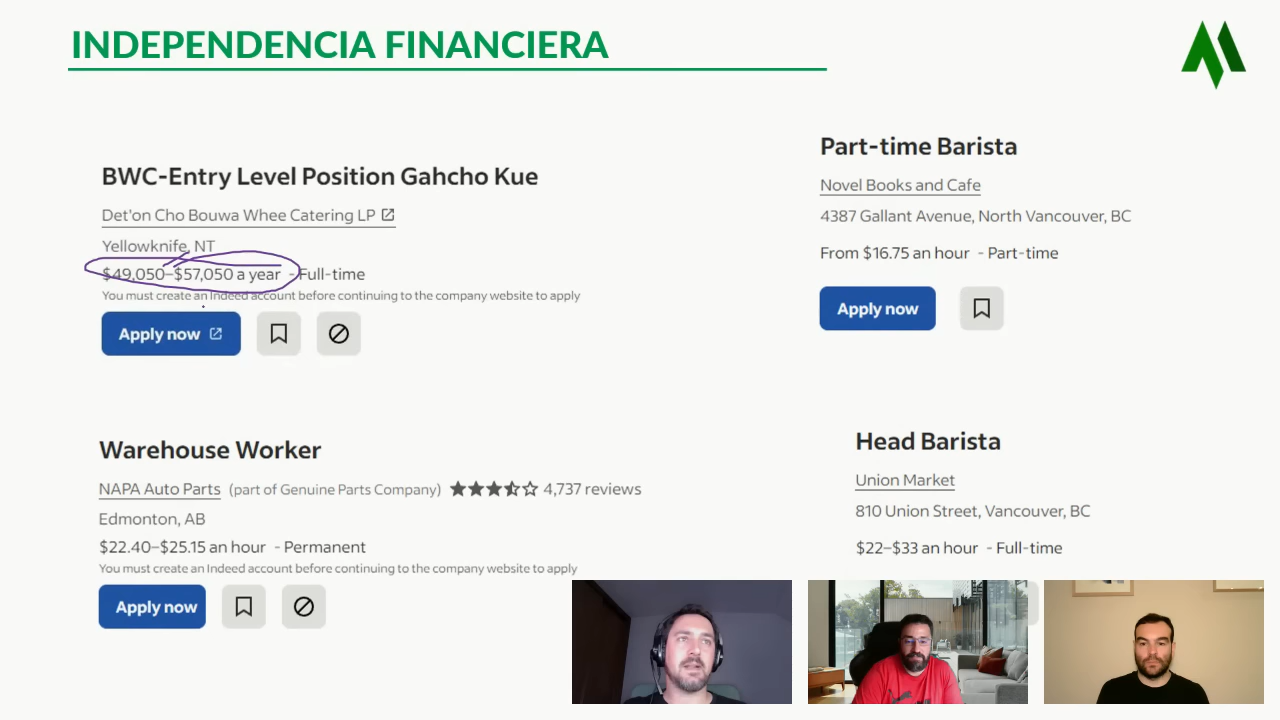 INDEPENDENCIA FINANCIERA
BWC-Entry Level Position Gahcho Kue
Det'on Cho Bouwa Whee Catering LP
Yellowknife, NT
$49,050–$57,050 a year - Full-time
You must create an Indeed account before continuing to the company website to apply
Apply now
Part-time Barista
Novel Books and Cafe
4387 Gallant Avenue, North Vancouver, BC
From $16.75 an hour - Part-time
Apply now
Warehouse Worker
NAPA Auto Parts (part of Genuine Parts Company) 4,737 reviews
Edmonton, AB
$22.40–$25.15 an hour - Permanent
You must create an Indeed account before continuing to the company website to apply
Apply now
Head Barista
Union Market
810 Union Street, Vancouver, BC
$22–$33 an hour - Full-time